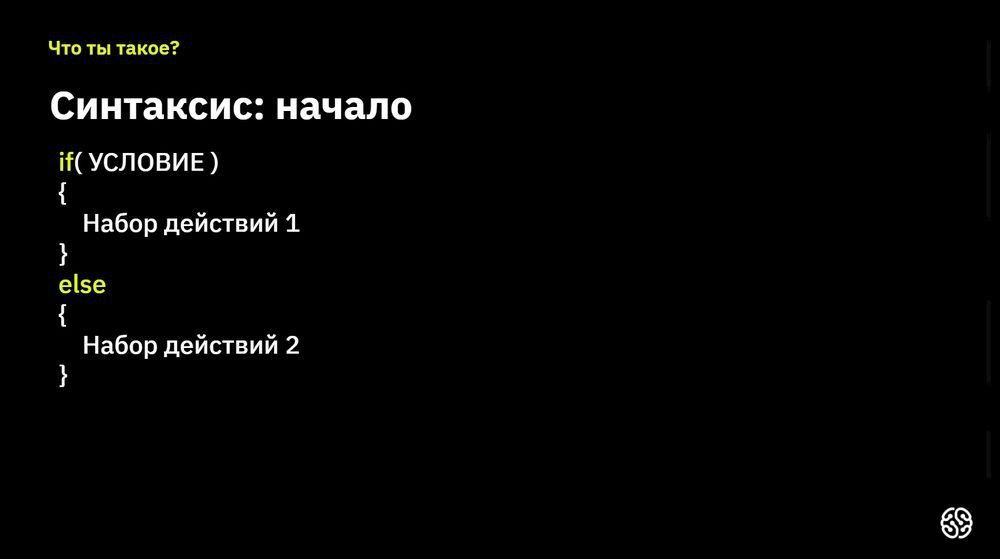 Что ты такое?
Синтаксис: начало
if( УСЛОВИЕ )
{
Набор действий 1
}
else
{
Набор действий 2
}